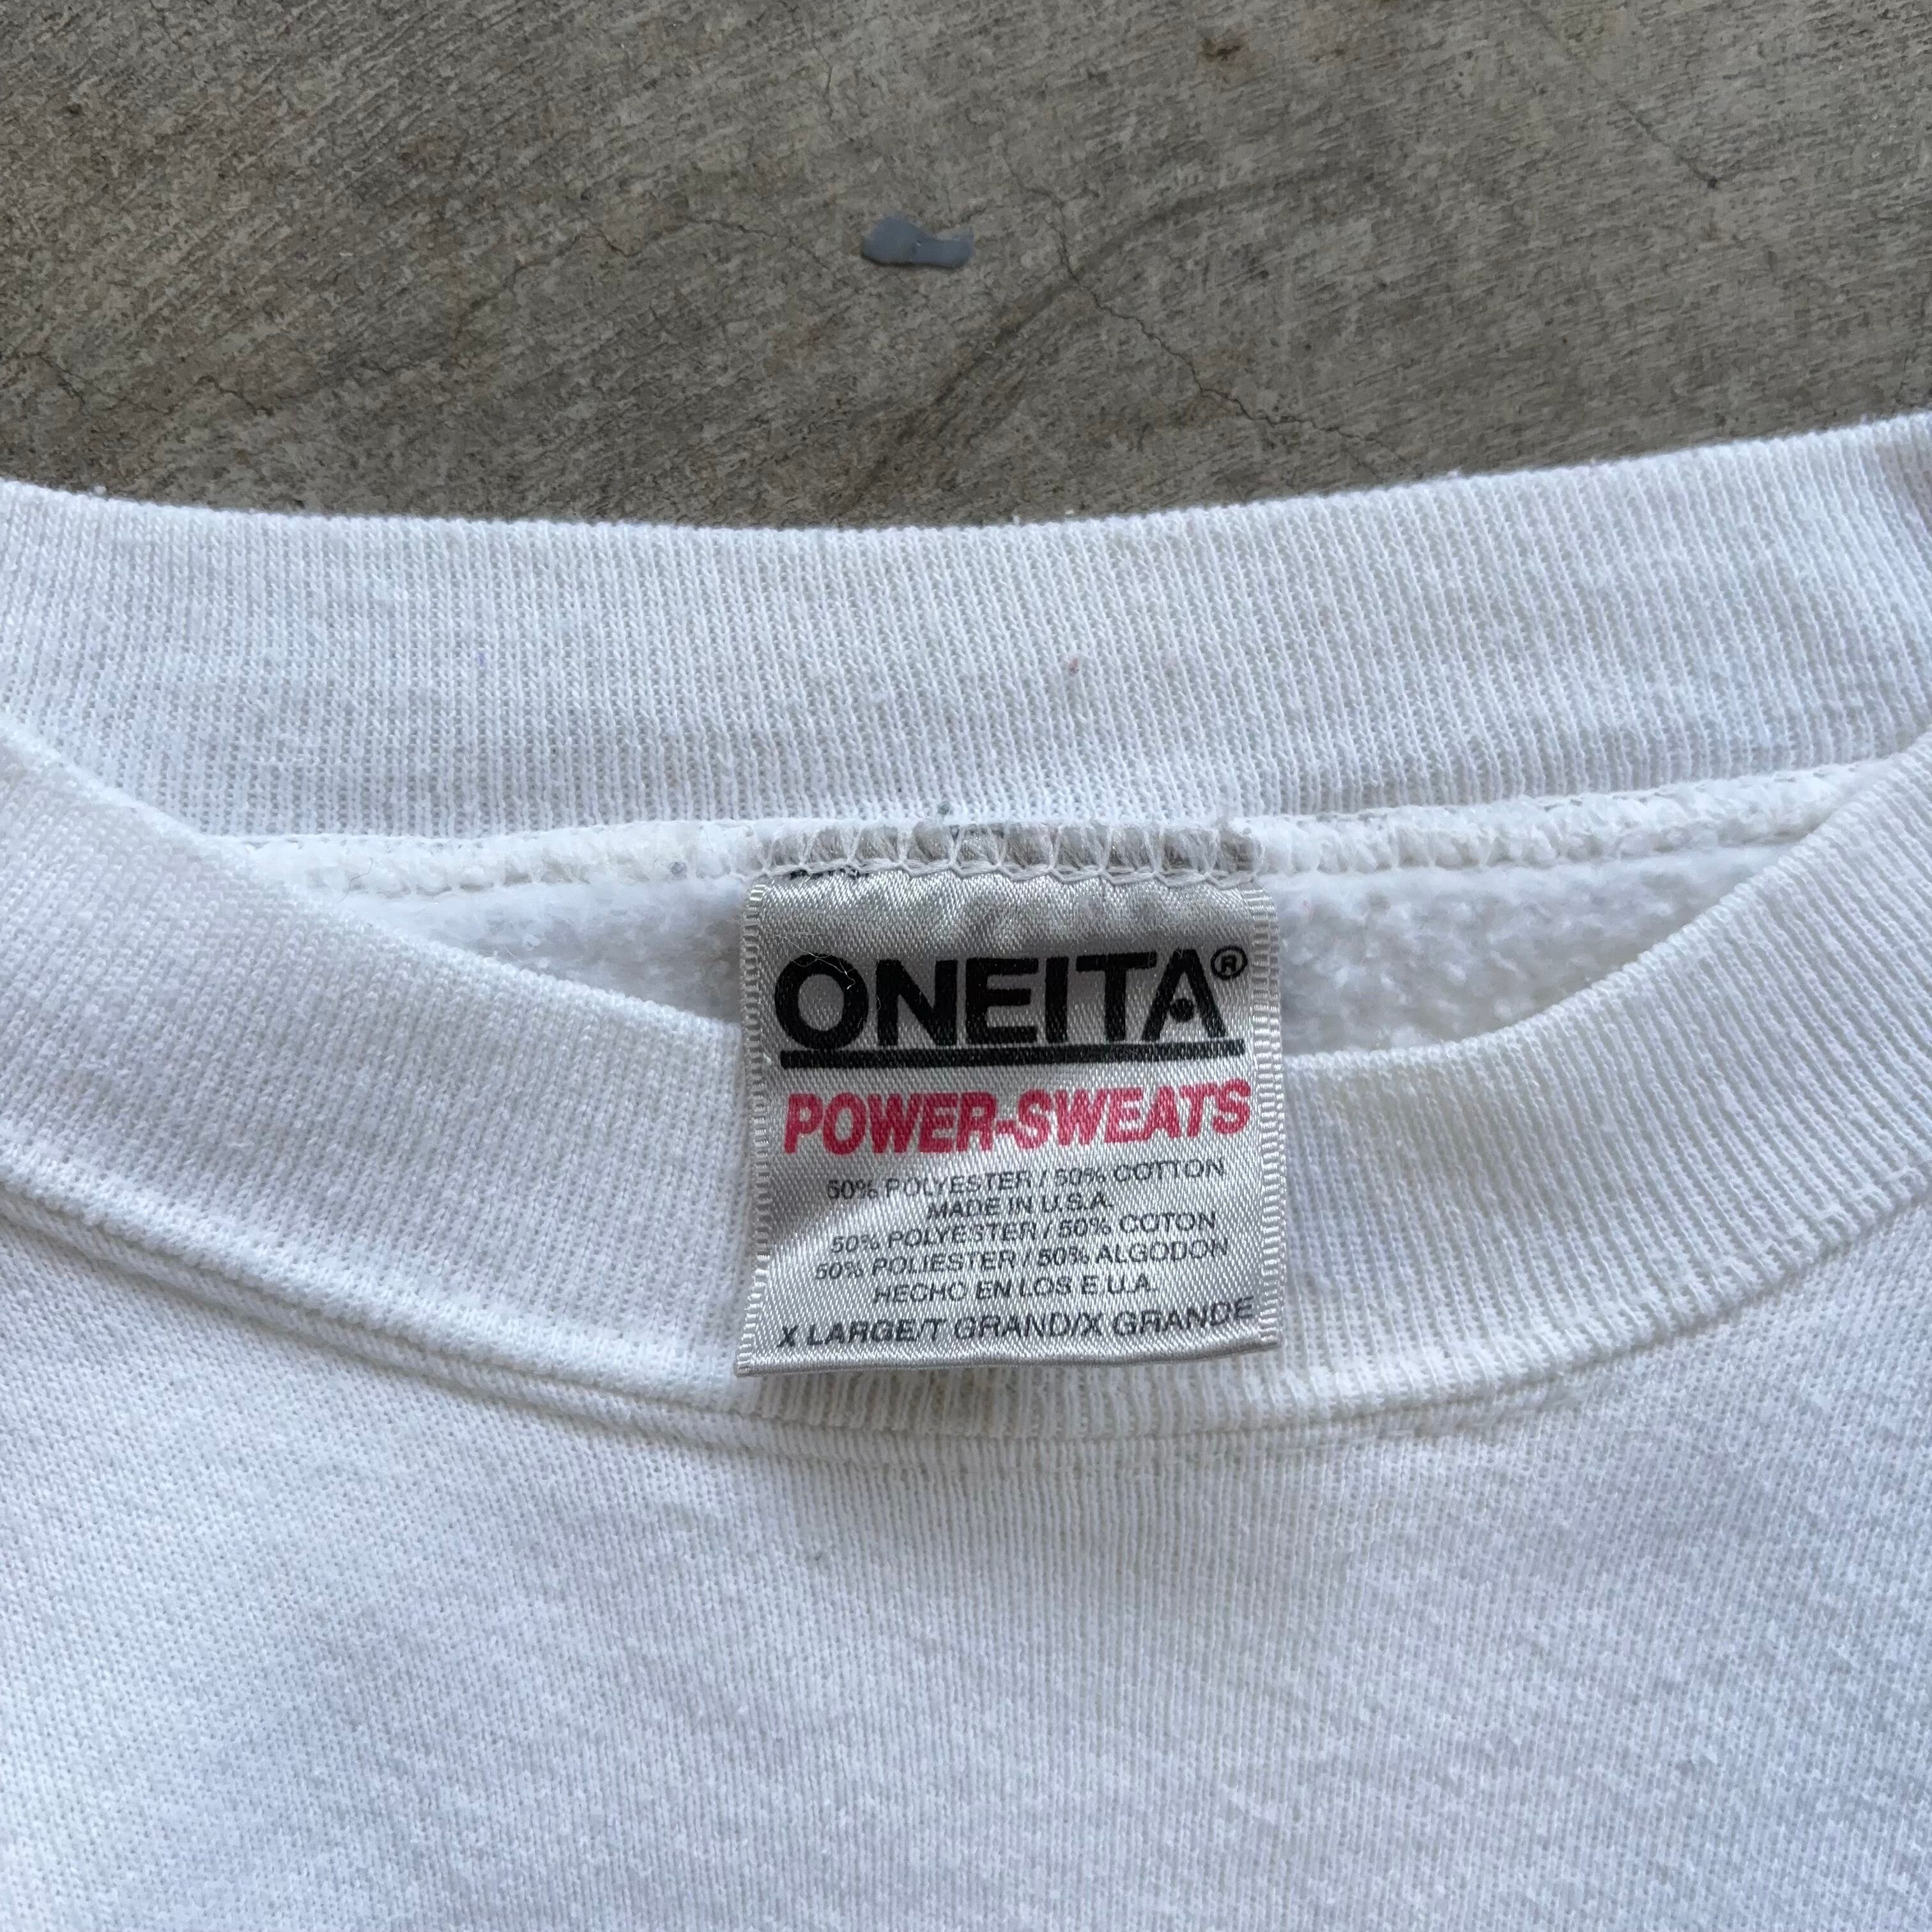 ONEITA®
POWER-SWEATS
50% POLYESTER / 50% COTTON
MADE IN U.S.A.
50% POLYESTER / 50% COTON
50% POLIESTER / 50% ALGODON
HECHO EN LOS E.U.A.
X LARGE/T GRAND/X GRANDE